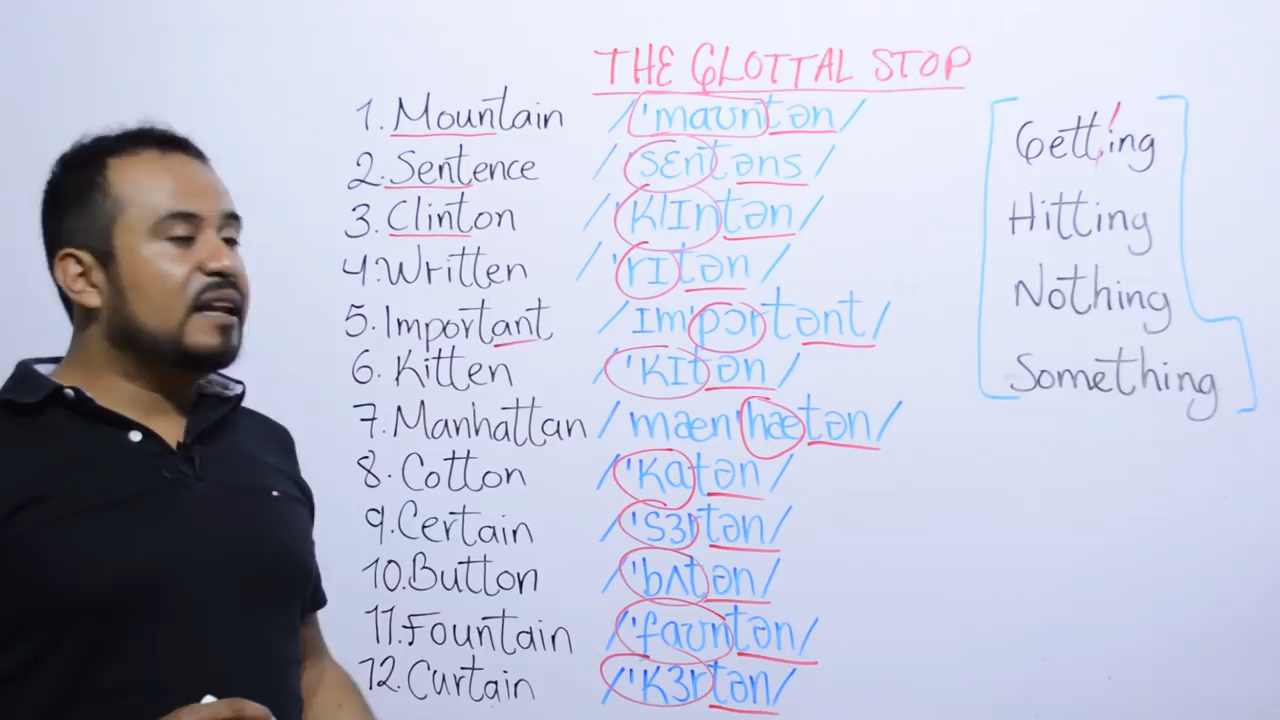 THE GLOTTAL STOP
1. Mountain /ˈmaʊntən/
2. Sentence /ˈsɛntəns/
3. Clinton /ˈklɪntən/
4. Written /ˈrɪtən/
5. Important /ɪmˈpɔrtənt/
6. Kitten /ˈkɪtən/
7. Manhattan /mænˈhætən/
8. Cotton /ˈkatən/
9. Certain /ˈsɜrtən/
10. Button /ˈbʌtən/
11. Fountain /ˈfaʊntən/
12. Curtain /ˈkɜrtən/
Getting
Hitting
Nothing
Something